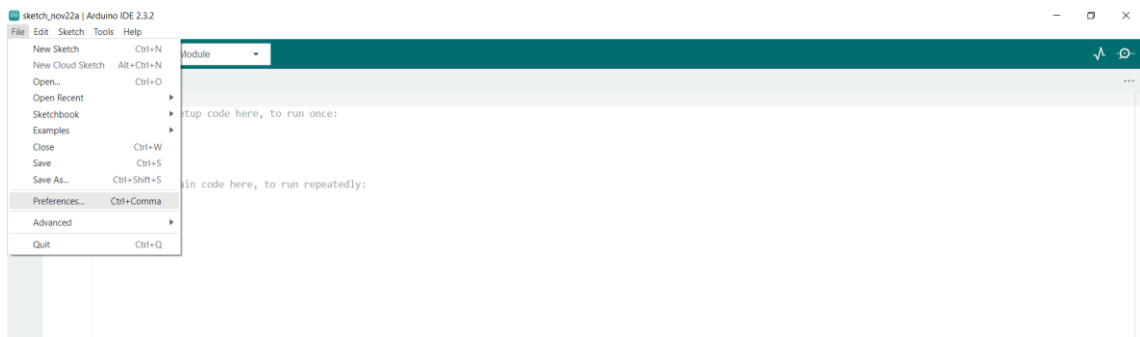 sketch_nov22a | Arduino IDE 2.3.2
File Edit Sketch Tools Help
New Sketch Ctrl+N
New Cloud Sketch Alt+Ctrl+N
Open... Ctrl+O
Open Recent
Sketchbook
Examples
Close Ctrl+W
Save Ctrl+S
Save As... Ctrl+Shift+S
Preferences... Ctrl+Comma
Advanced
Quit Ctrl+Q
Module
etup code here, to run once:
ain code here, to run repeatedly: